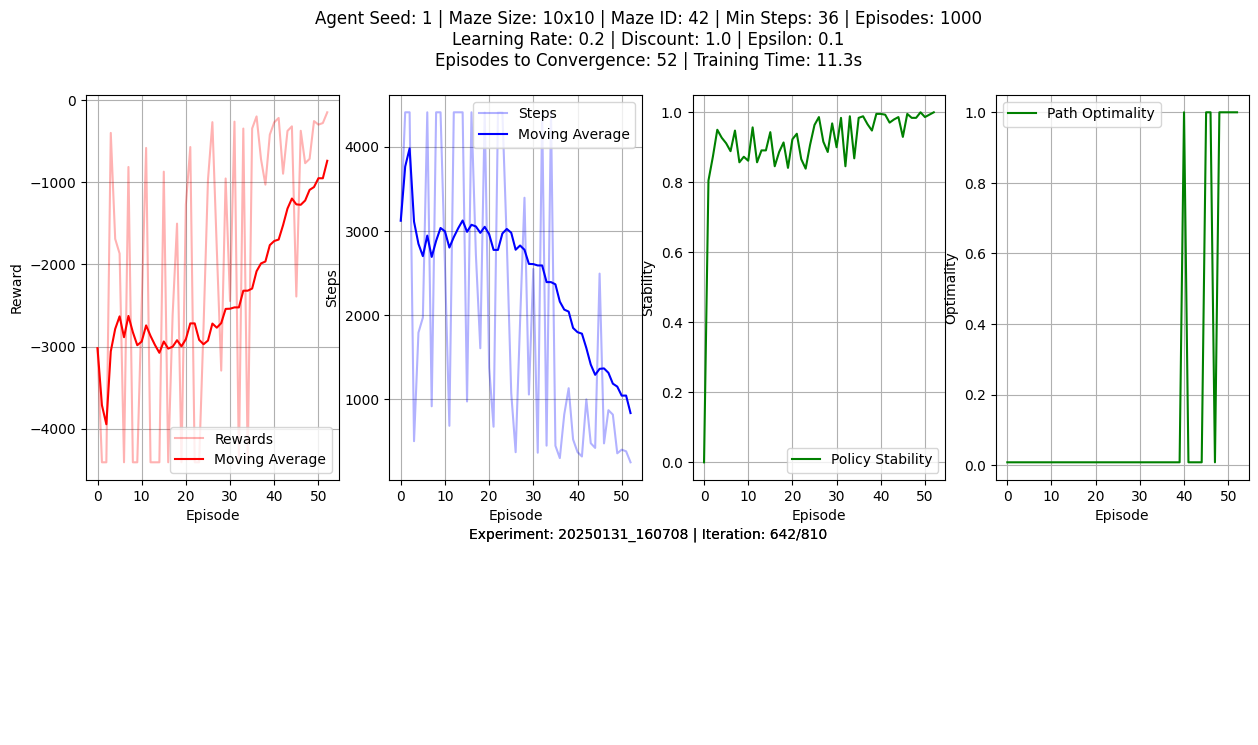 Agent Seed: 1 | Maze Size: 10x10 | Maze ID: 42 | Min Steps: 36 | Episodes: 1000
Learning Rate: 0.2 | Discount: 1.0 | Epsilon: 0.1
Episodes to Convergence: 52 | Training Time: 11.3s
0
−1000
−2000
−3000
−4000
Reward
Rewards
Moving Average
0 10 20 30 40 50
Episode
4000
3000
2000
1000
Steps
Steps
Moving Average
0 10 20 30 40 50
Episode
1.0
0.8
0.6
0.4
0.2
0.0
Stability
Policy Stability
0 10 20 30 40 50
Episode
1.0
0.8
0.6
0.4
0.2
0.0
Optimality
Path Optimality
0 10 20 30 40 50
Episode
Experiment: 20250131_160708 | Iteration: 642/810